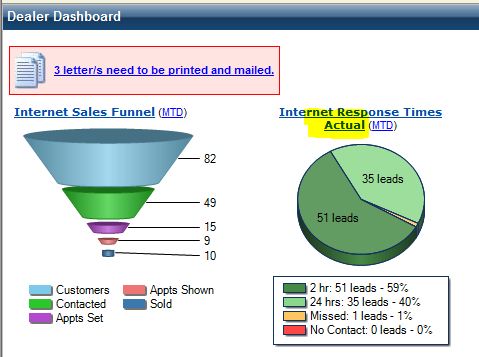 Dealer Dashboard
3 letter/s need to be printed and mailed.
Internet Sales Funnel (MTD)
82
49
15
9
10
Customers
Appts Shown
Contacted
Sold
Appts Set
Internet Response Times
Actual (MTD)
35 leads
51 leads
2 hr: 51 leads - 59%
24 hrs: 35 leads - 40%
Missed: 1 leads - 1%
No Contact: 0 leads - 0%